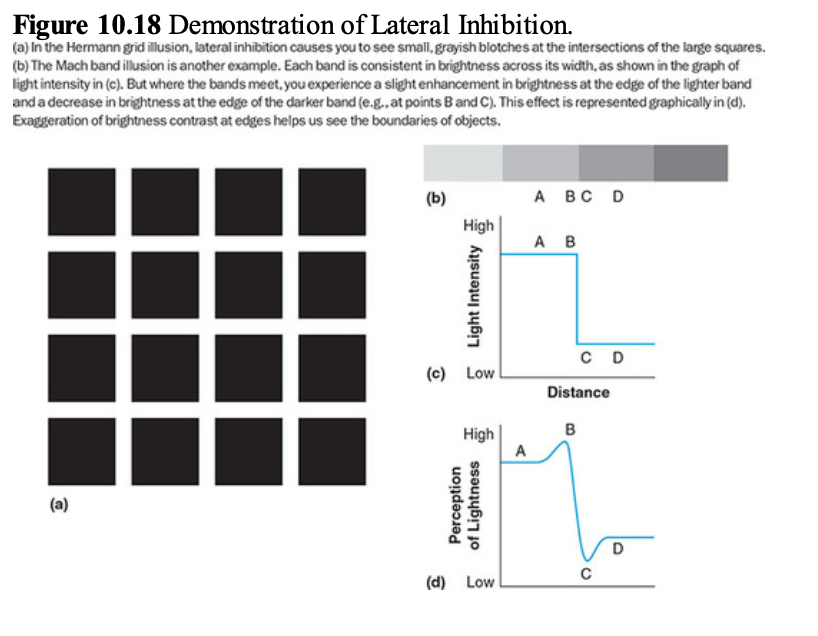 Figure 10.18 Demonstration of Lateral Inhibition.
(a) In the Hermann grid illusion, lateral inhibition causes you to see small, grayish blotches at the intersections of the large squares.
(b) The Mach band illusion is another example. Each band is consistent in brightness across its width, as shown in the graph of
light intensity in (c). But where the bands meet, you experience a slight enhancement in brightness at the edge of the lighter band
and a decrease in brightness at the edge of the darker band (e.g., at points B and C). This effect is represented graphically in (d).
Exaggeration of brightness contrast at edges helps us see the boundaries of objects.
(a)
(b) A B C D
High
A B
Light Intensity
C D
(c) Low
Distance
High
B
A
Perception
of Lightness
D
C
(d) Low